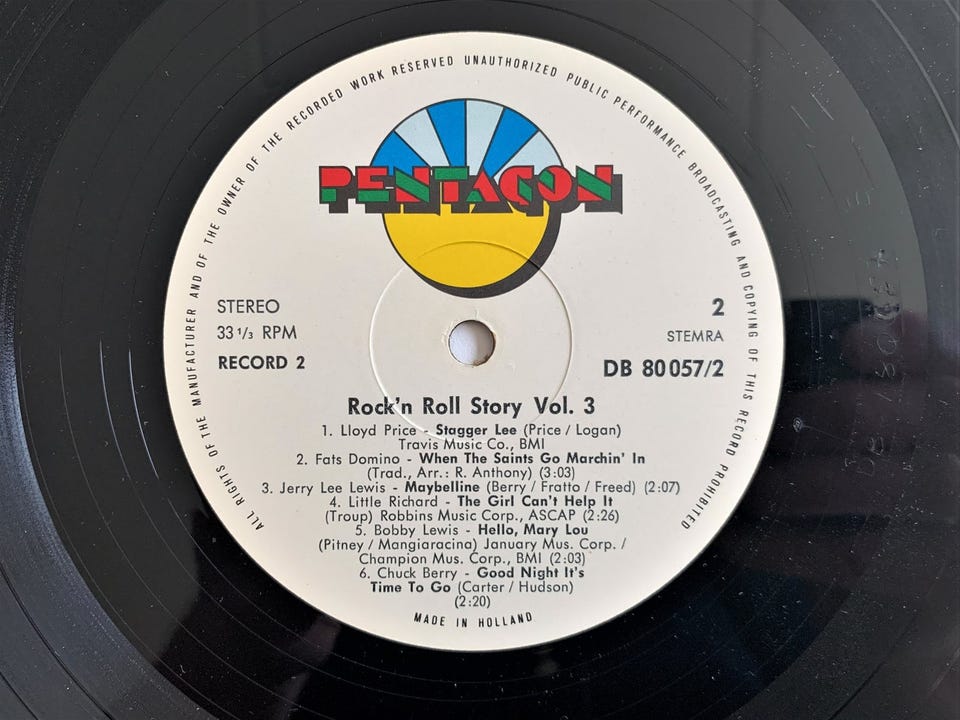 ALL RIGHTS OF THE MANUFACTURER AND OF THE OWNER OF THE RECORDED WORK RESERVED UNAUTHORIZED PUBLIC PERFORMANCE BROADCASTING AND COPYING OF THIS RECORD PROHIBITED
PENTAGON
STEREO
33 1/3 RPM
RECORD 2
2
STEMRA
DB 80057/2
Rock'n Roll Story Vol. 3
1. Lloyd Price - Stagger Lee (Price / Logan)
Travis Music Co., BMI
2. Fats Domino - When The Saints Go Marchin' In
(Trad., Arr.: R. Anthony) (3:03)
3. Jerry Lee Lewis - Maybelline (Berry / Fratto / Freed) (2:07)
4. Little Richard - The Girl Can't Help It
(Troup) Robbins Music Corp., ASCAP (2:26)
5. Bobby Lewis - Hello, Mary Lou
(Pitney / Mangiaracina) January Mus. Corp. /
Champion Mus. Corp., BMI (2:03)
6. Chuck Berry - Good Night It's
Time To Go (Carter / Hudson)
(2:20)
MADE IN HOLLAND